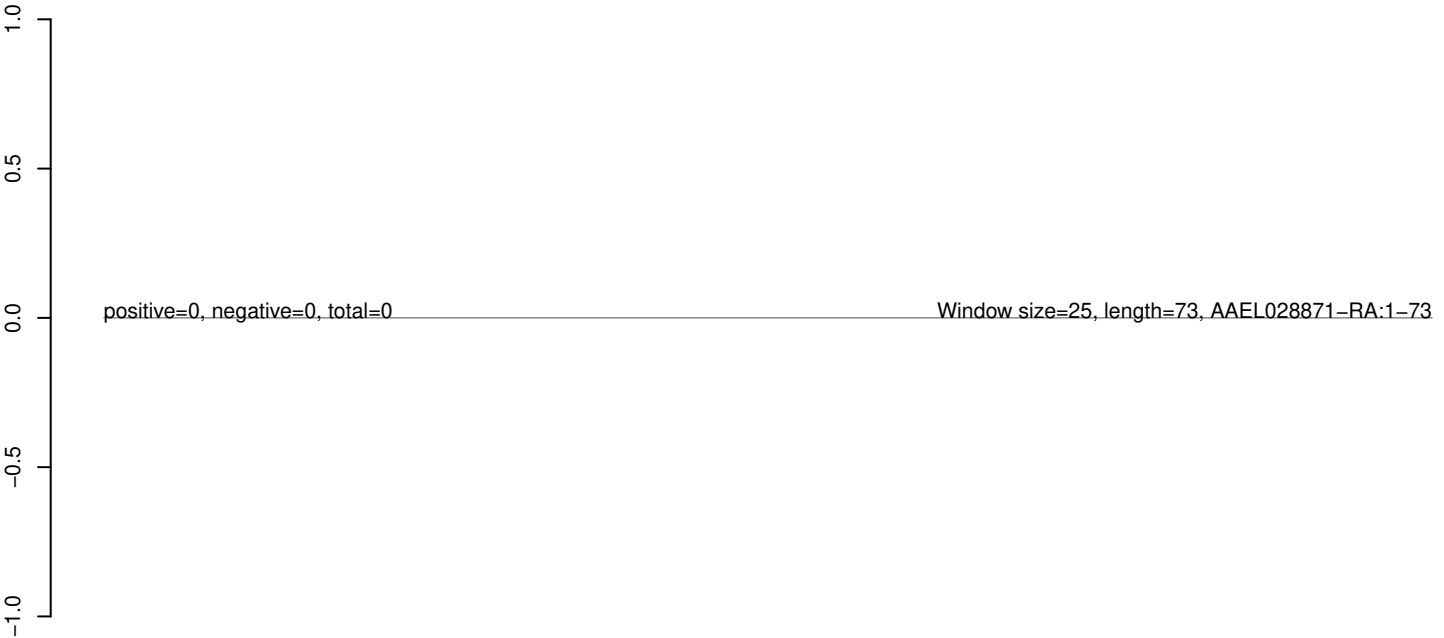 1.0
0.5
0.0
−0.5
−1.0
positive=0, negative=0, total=0
Window size=25, length=73, AAEL028871−RA:1−73